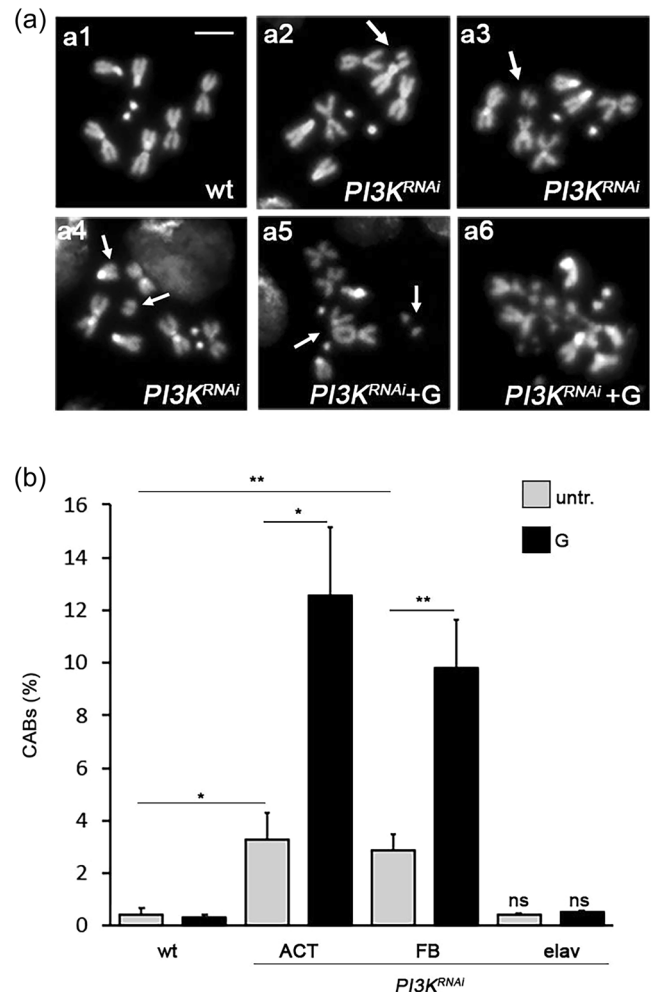 (a)
a1
wt
a2
PI3K^RNAi
a3
PI3K^RNAi
a4
PI3K^RNAi
a5
PI3K^RNAi+G
a6
PI3K^RNAi +G
(b)
untr.
G
CABs (%)
16
14
12
10
8
6
4
2
0
**
*
**
*
ns
ns
wt
ACT
FB
elav
PI3K^RNAi